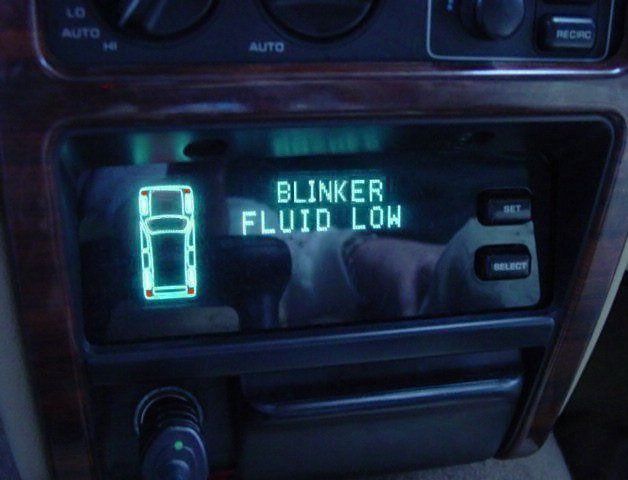 LO
AUTO
HI
AUTO
RECIRC
BLINKER
FLUID LOW
SET
SELECT